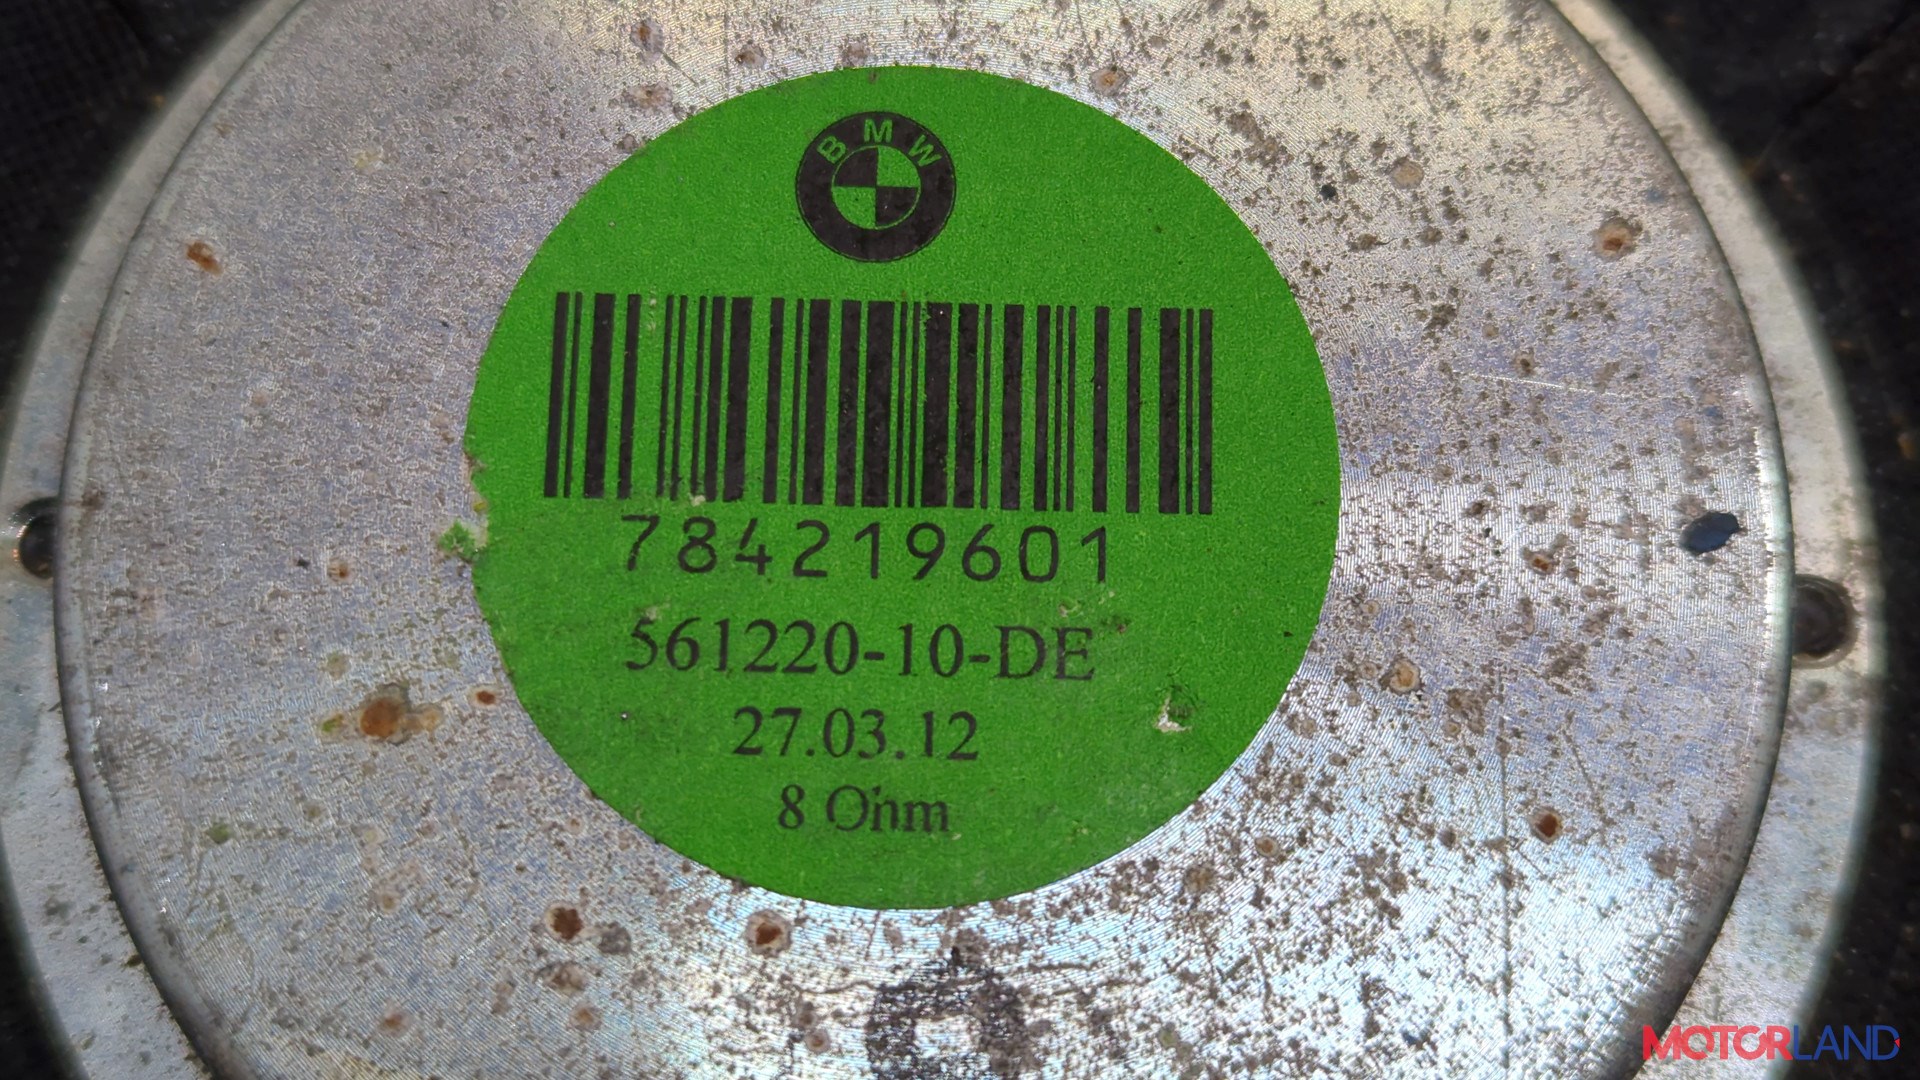 BMW
784219601
561220-10-DE
27.03.12
8 Ohm
MOTORLAND